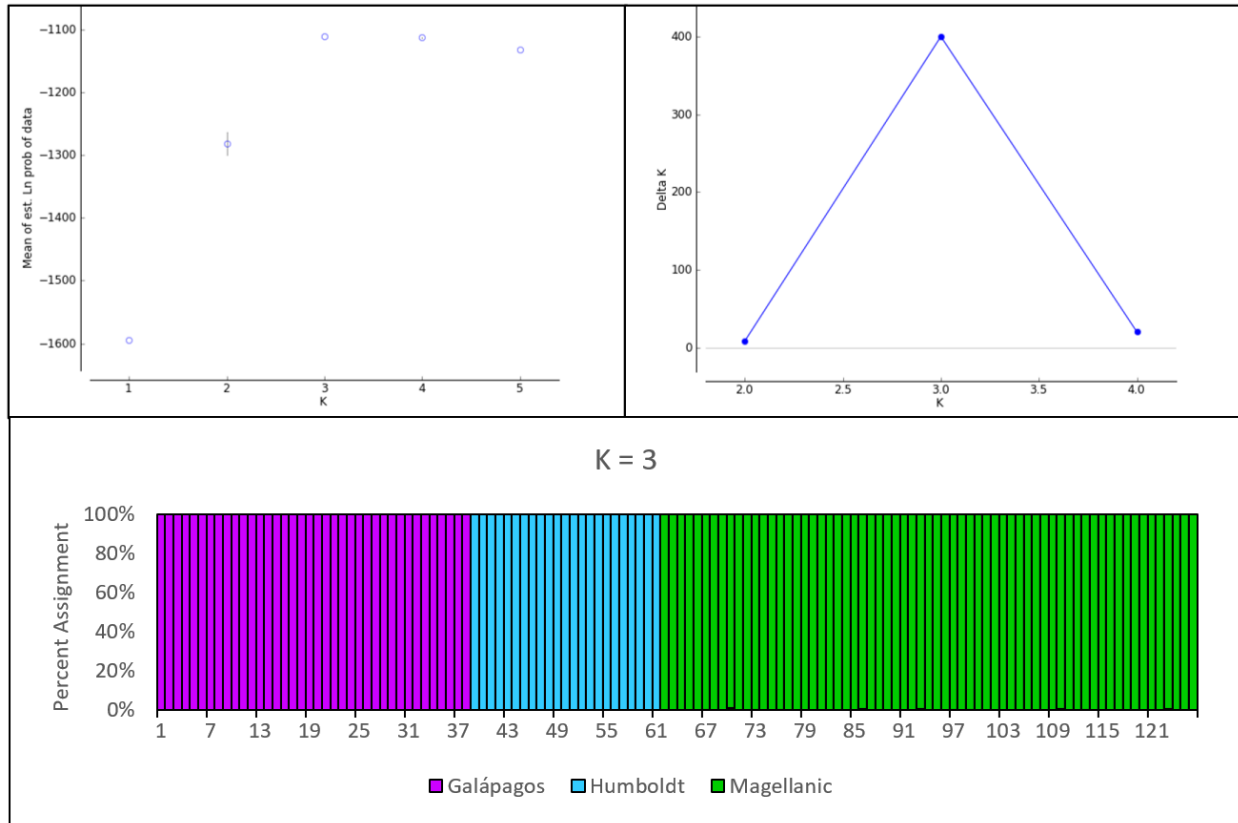 Mean of est. Ln prob of data
−1100
−1200
−1300
−1400
−1500
−1600
1 2 3 4 5
K
Delta K
400
300
200
100
0
2.0 2.5 3.0 3.5 4.0
K
K = 3
Percent Assignment
100%
80%
60%
40%
20%
0%
1 7 13 19 25 31 37 43 49 55 61 67 73 79 85 91 97 103 109 115 121
Galápagos Humboldt Magellanic